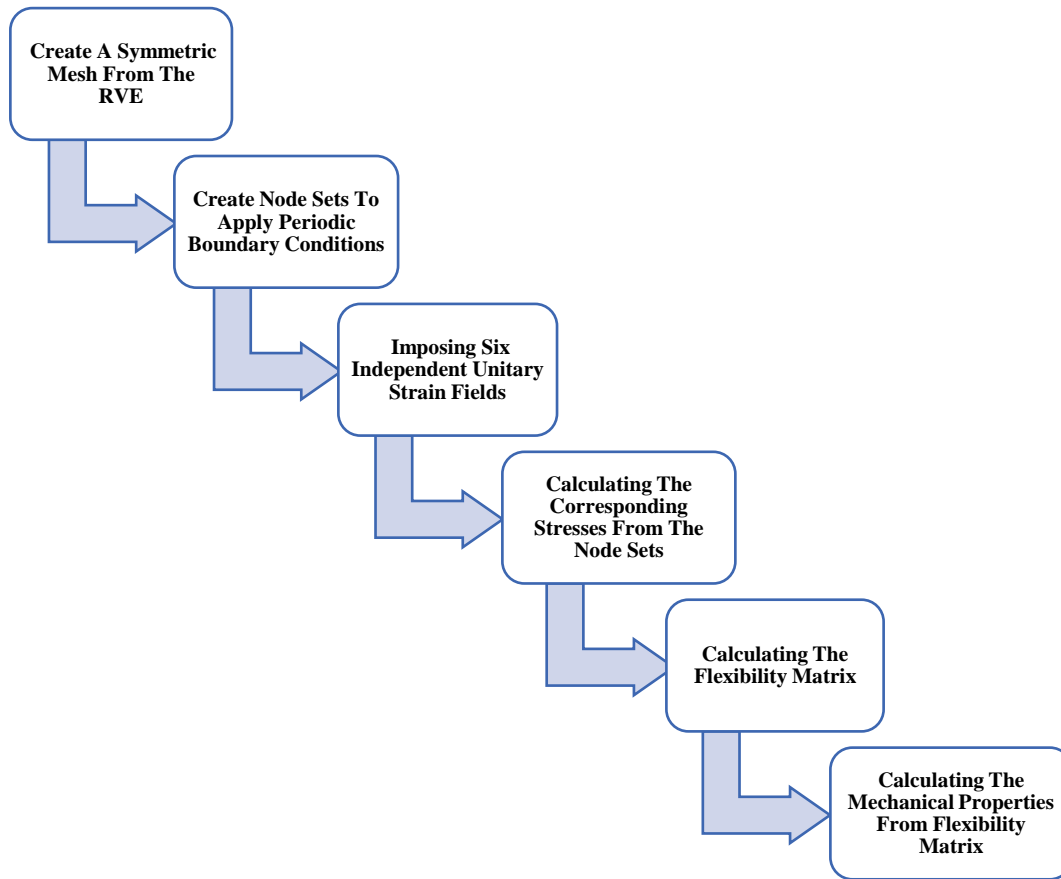 Create A Symmetric
Mesh From The
RVE
Create Node Sets To
Apply Periodic
Boundary Conditions
Imposing Six
Independent Unitary
Strain Fields
Calculating The
Corresponding
Stresses From The
Node Sets
Calculating The
Flexibility Matrix
Calculating The
Mechanical Properties
From Flexibility
Matrix